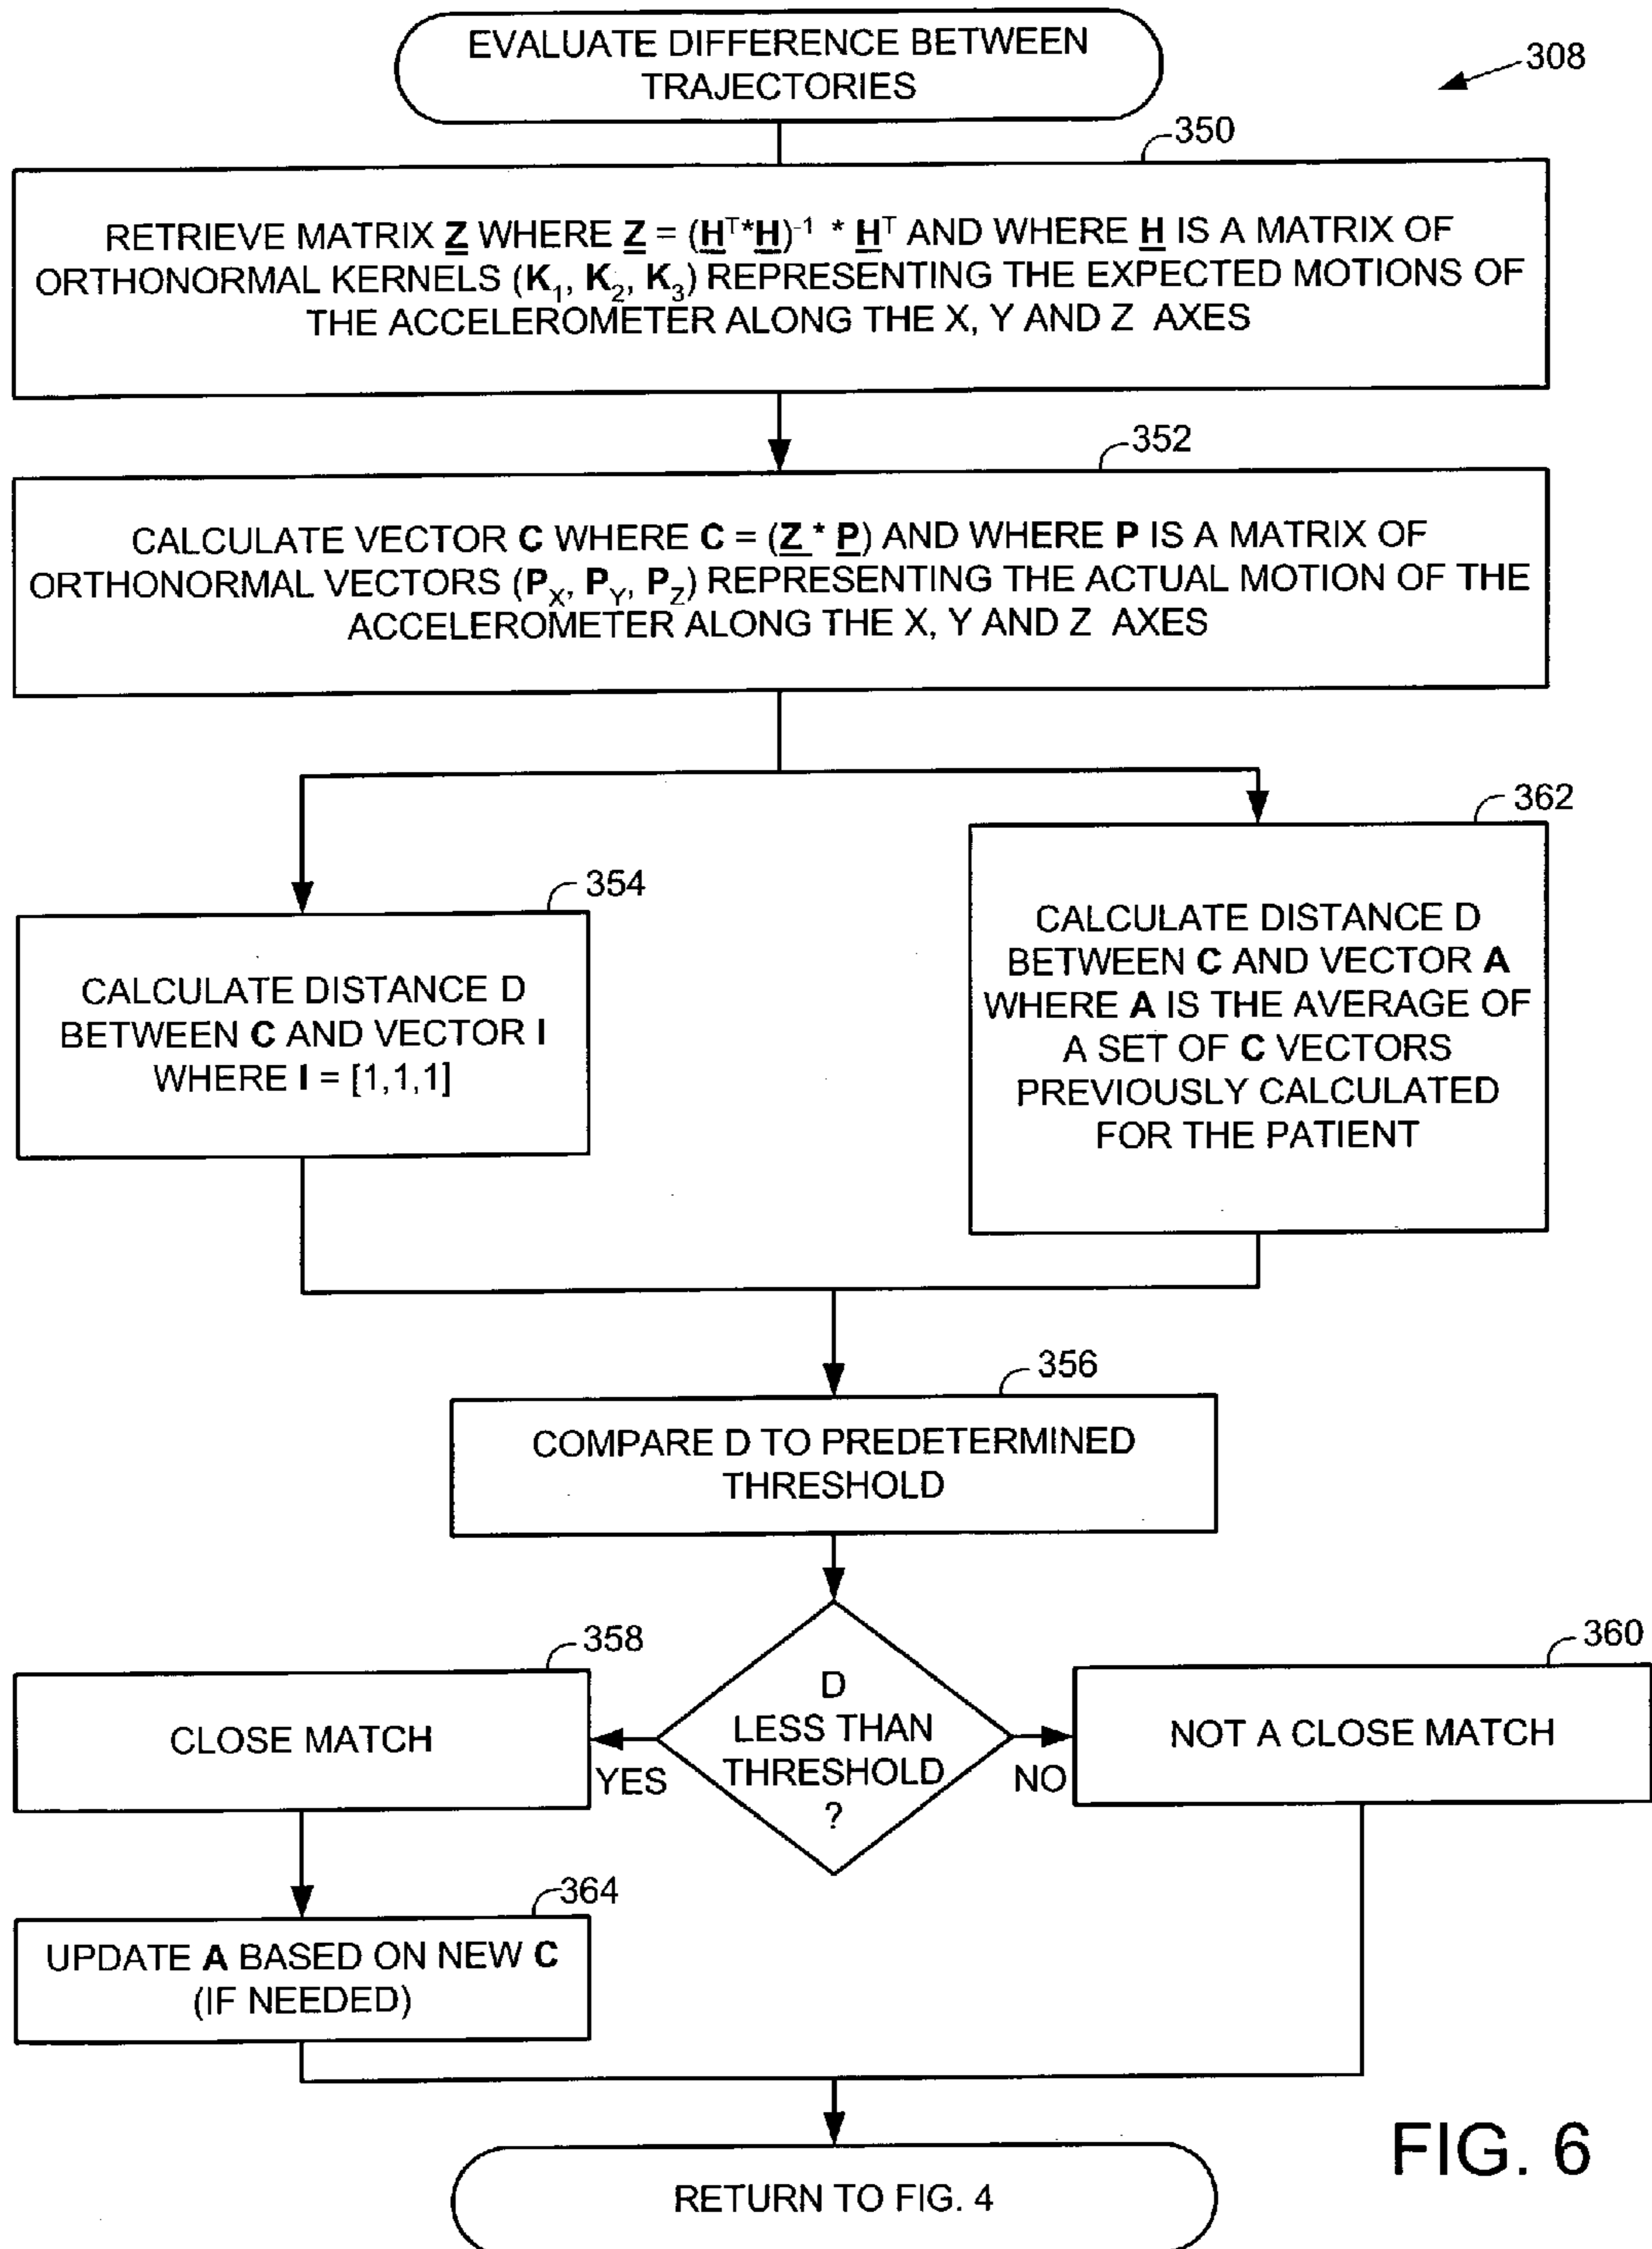 EVALUATE DIFFERENCE BETWEEN
TRAJECTORIES
308
350
RETRIEVE MATRIX Z WHERE Z = (Hᵀ*H)⁻¹ * Hᵀ AND WHERE H IS A MATRIX OF
ORTHONORMAL KERNELS (K₁, K₂, K₃) REPRESENTING THE EXPECTED MOTIONS OF
THE ACCELEROMETER ALONG THE X, Y AND Z AXES
352
CALCULATE VECTOR C WHERE C = (Z * P) AND WHERE P IS A MATRIX OF
ORTHONORMAL VECTORS (P_X, P_Y, P_Z) REPRESENTING THE ACTUAL MOTION OF THE
ACCELEROMETER ALONG THE X, Y AND Z AXES
354
CALCULATE DISTANCE D
BETWEEN C AND VECTOR I
WHERE I = [1,1,1]
362
CALCULATE DISTANCE D
BETWEEN C AND VECTOR A
WHERE A IS THE AVERAGE OF
A SET OF C VECTORS
PREVIOUSLY CALCULATED
FOR THE PATIENT
356
COMPARE D TO PREDETERMINED
THRESHOLD
D
LESS THAN
THRESHOLD
?
YES
NO
358
CLOSE MATCH
360
NOT A CLOSE MATCH
364
UPDATE A BASED ON NEW C
(IF NEEDED)
RETURN TO FIG. 4
FIG. 6